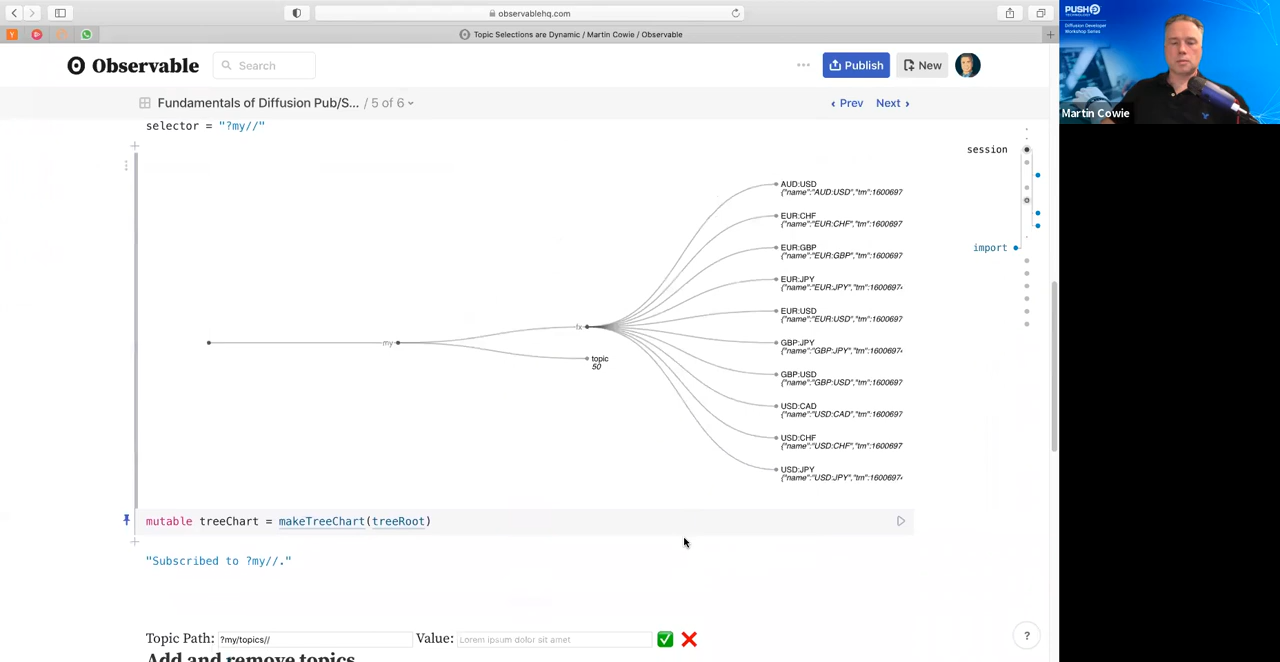 observablehq.com
Topic Selections are Dynamic / Martin Cowie / Observable
Observable
Search
Publish
New
Fundamentals of Diffusion Pub/S... / 5 of 6
Prev
Next
selector = "?my//"
session
import
my
fx
topic
50
AUD:USD
{"name":"AUD:USD","tm":1600697
EUR:CHF
{"name":"EUR:CHF","tm":1600697
EUR:GBP
{"name":"EUR:GBP","tm":1600697
EUR:JPY
{"name":"EUR:JPY","tm":1600697
EUR:USD
{"name":"EUR:USD","tm":1600697
GBP:JPY
{"name":"GBP:JPY","tm":1600697
GBP:USD
{"name":"GBP:USD","tm":1600697
USD:CAD
{"name":"USD:CAD","tm":1600697
USD:CHF
{"name":"USD:CHF","tm":1600697
USD:JPY
{"name":"USD:JPY","tm":1600697
mutable treeChart = makeTreeChart(treeRoot)
"Subscribed to ?my//."
Topic Path: ?my/topics// Value: Lorem ipsum dolor sit amet
Add and remove topics
?
PUSH
TECHNOLOGY
Diffusion Developer
Workshop Series
Martin Cowie